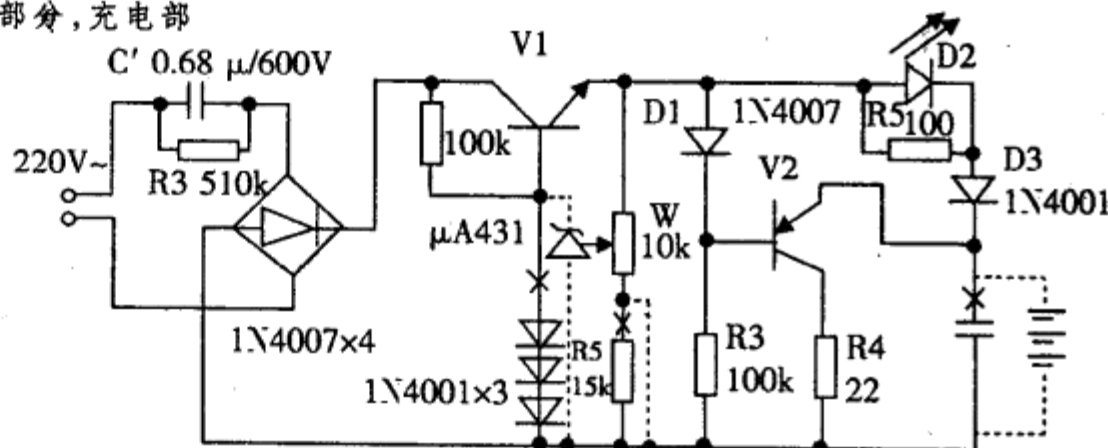 部分,充电部
V1
C' 0.68 μ/600V
D2
D1
1N4007
R5
100
100k
220V~
R3 510k
V2
D3
1N4001
μA431
W
10k
1N4007×4
R5
15k
R3
100k
R4
22
1N4001×3